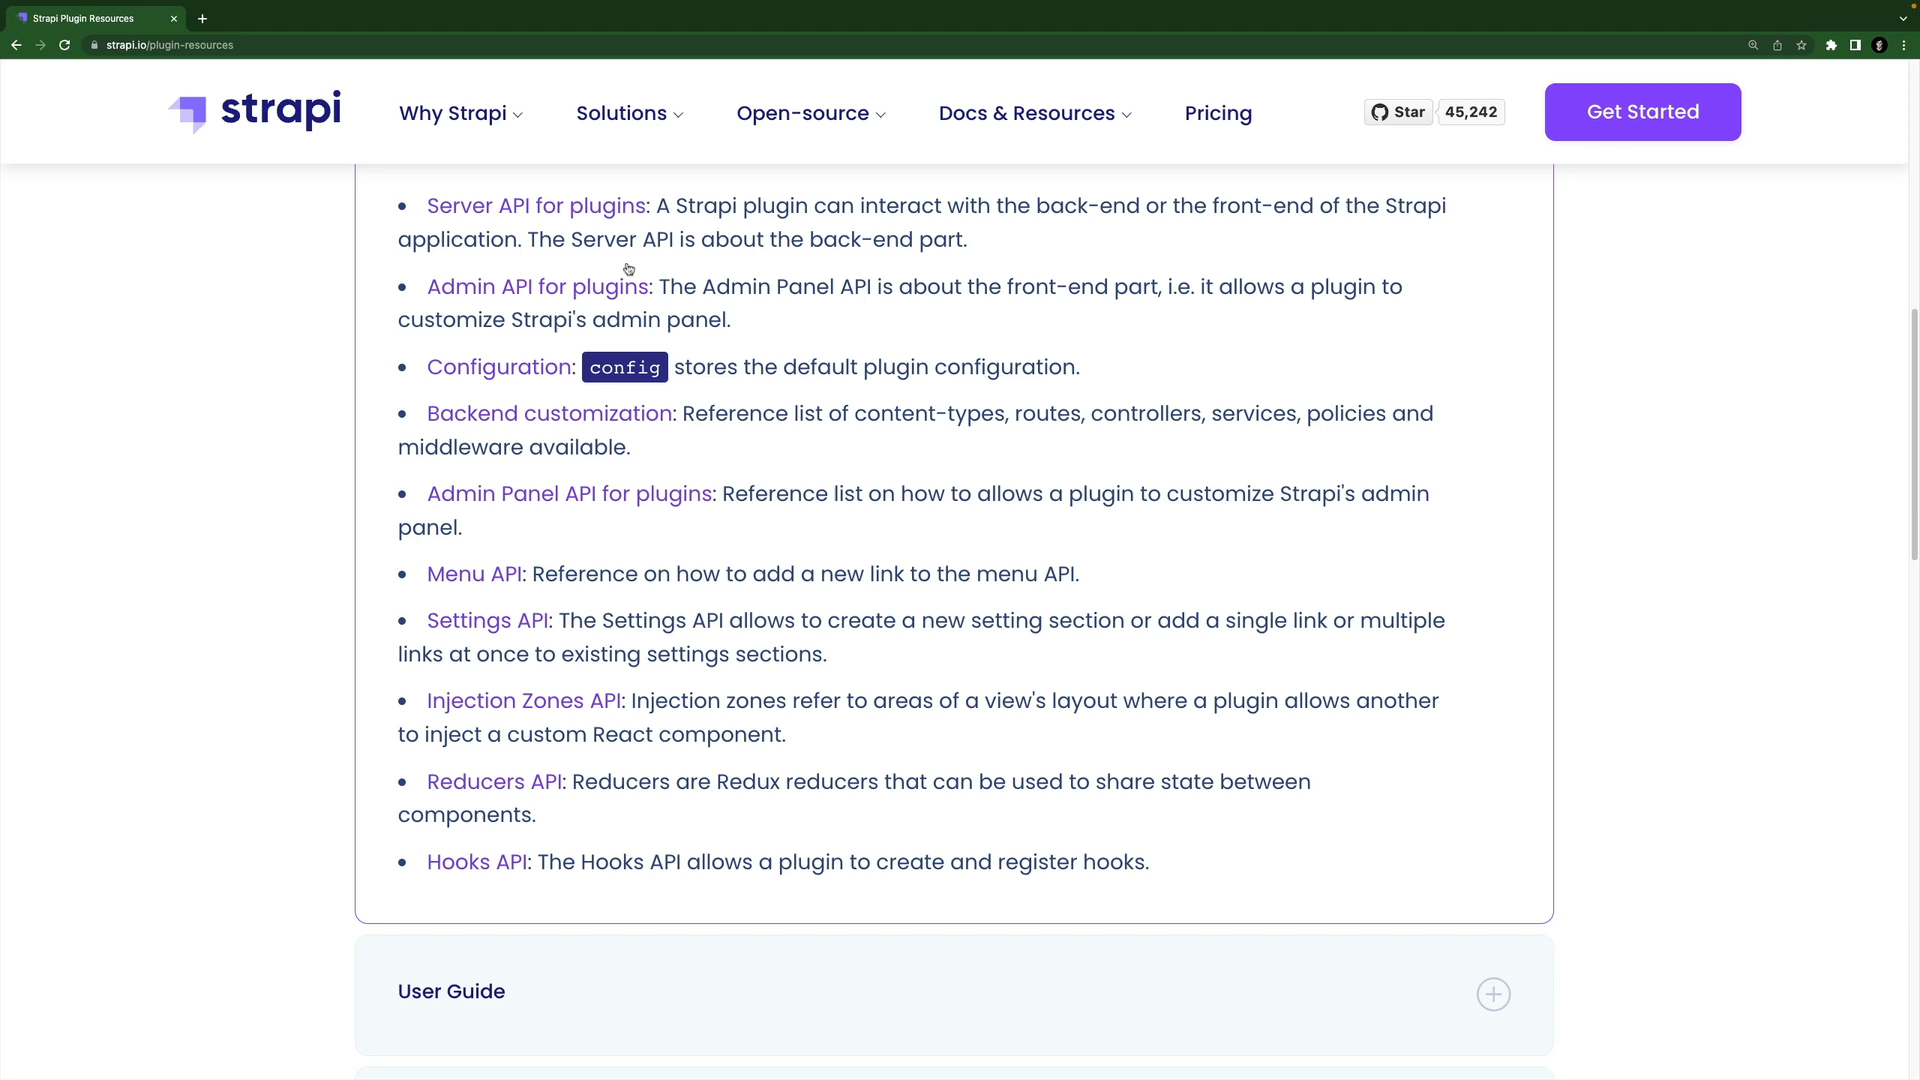 Strapi Plugin Resources
strapi.io/plugin-resources
strapi
Why Strapi
Solutions
Open-source
Docs & Resources
Pricing
Star
45,242
Get Started
Server API for plugins: A Strapi plugin can interact with the back-end or the front-end of the Strapi
application. The Server API is about the back-end part.
Admin API for plugins: The Admin Panel API is about the front-end part, i.e. it allows a plugin to
customize Strapi's admin panel.
Configuration: config stores the default plugin configuration.
Backend customization: Reference list of content-types, routes, controllers, services, policies and
middleware available.
Admin Panel API for plugins: Reference list on how to allows a plugin to customize Strapi's admin
panel.
Menu API: Reference on how to add a new link to the menu API.
Settings API: The Settings API allows to create a new setting section or add a single link or multiple
links at once to existing settings sections.
Injection Zones API: Injection zones refer to areas of a view's layout where a plugin allows another
to inject a custom React component.
Reducers API: Reducers are Redux reducers that can be used to share state between
components.
Hooks API: The Hooks API allows a plugin to create and register hooks.
User Guide